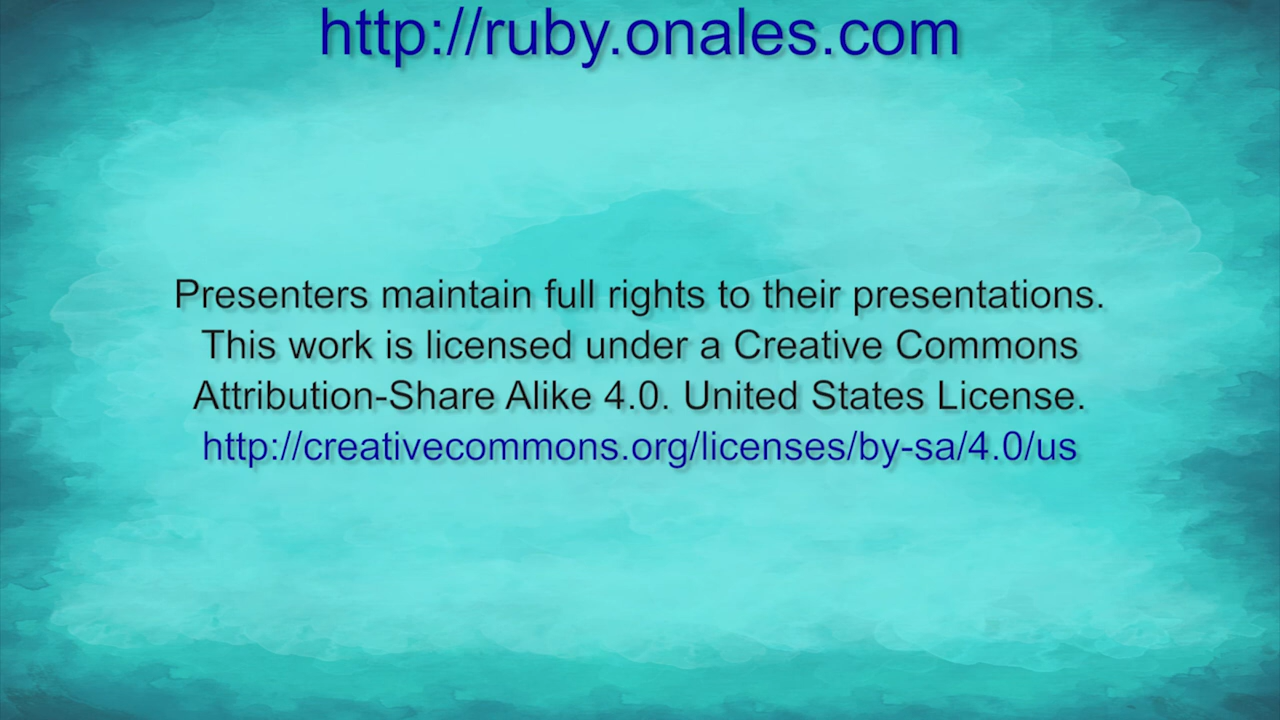 http://ruby.onales.com
Presenters maintain full rights to their presentations.
This work is licensed under a Creative Commons
Attribution-Share Alike 4.0. United States License.
http://creativecommons.org/licenses/by-sa/4.0/us